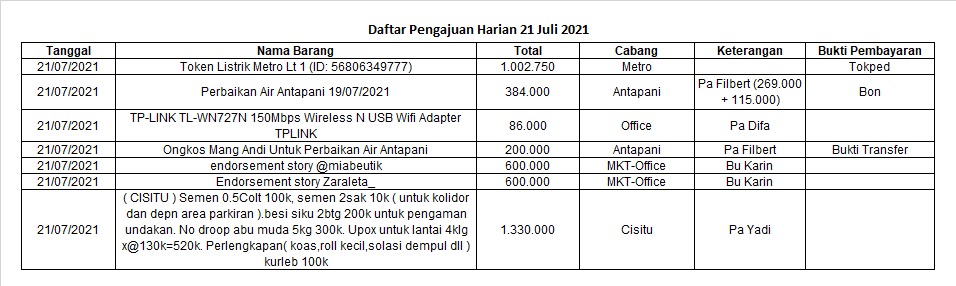 Daftar Pengajuan Harian 21 Juli 2021
Tanggal Nama Barang Total Cabang Keterangan Bukti Pembayaran
21/07/2021 Token Listrik Metro Lt 1 (ID: 56806349777) 1.002.750 Metro Tokped
21/07/2021 Perbaikan Air Antapani 19/07/2021 384.000 Antapani Pa Filbert (269.000
+ 115.000) Bon
21/07/2021 TP-LINK TL-WN727N 150Mbps Wireless N USB Wifi Adapter
TPLINK 86.000 Office Pa Difa
21/07/2021 Ongkos Mang Andi Untuk Perbaikan Air Antapani 200.000 Antapani Pa Filbert Bukti Transfer
21/07/2021 endorsement story @miabeutik 600.000 MKT-Office Bu Karin
21/07/2021 Endorsement story Zaraleta_ 600.000 MKT-Office Bu Karin
21/07/2021 ( CISITU ) Semen 0.5Colt 100k, semen 2sak 10k ( untuk kolidor
dan depn area parkiran ).besi siku 2btg 200k untuk pengaman
undakan. No droop abu muda 5kg 300k. Upox untuk lantai 4klg
x@130k=520k. Perlengkapan( koas,roll kecil,solasi dempul dll )
kurleb 100k 1.330.000 Cisitu Pa Yadi